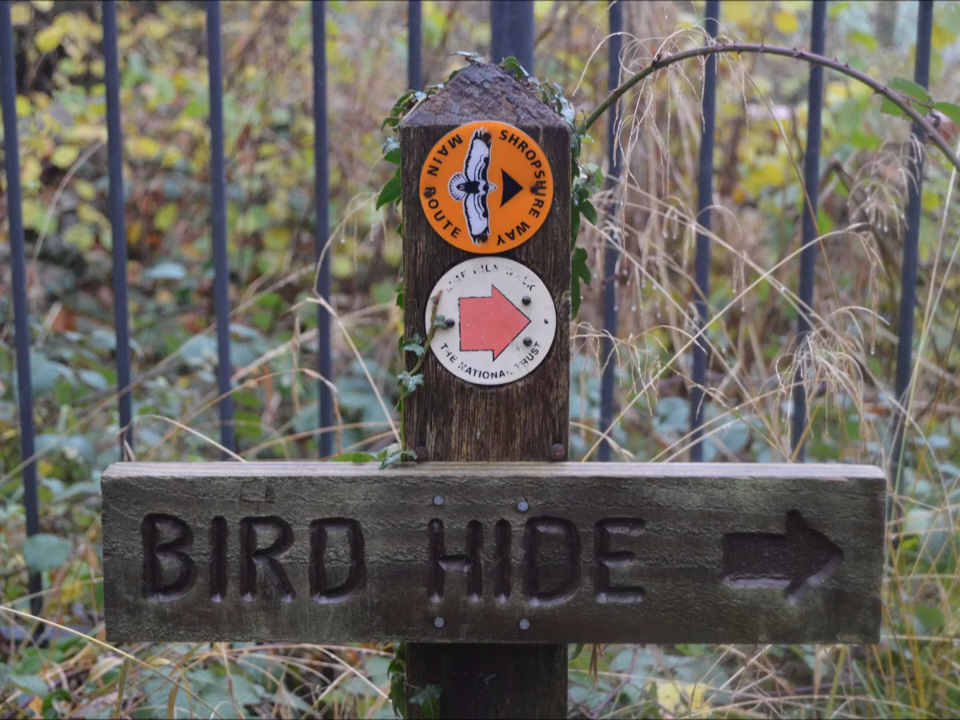 SHROPSHIRE WAY
MAIN ROUTE
THE NATIONAL TRUST
BIRD HIDE